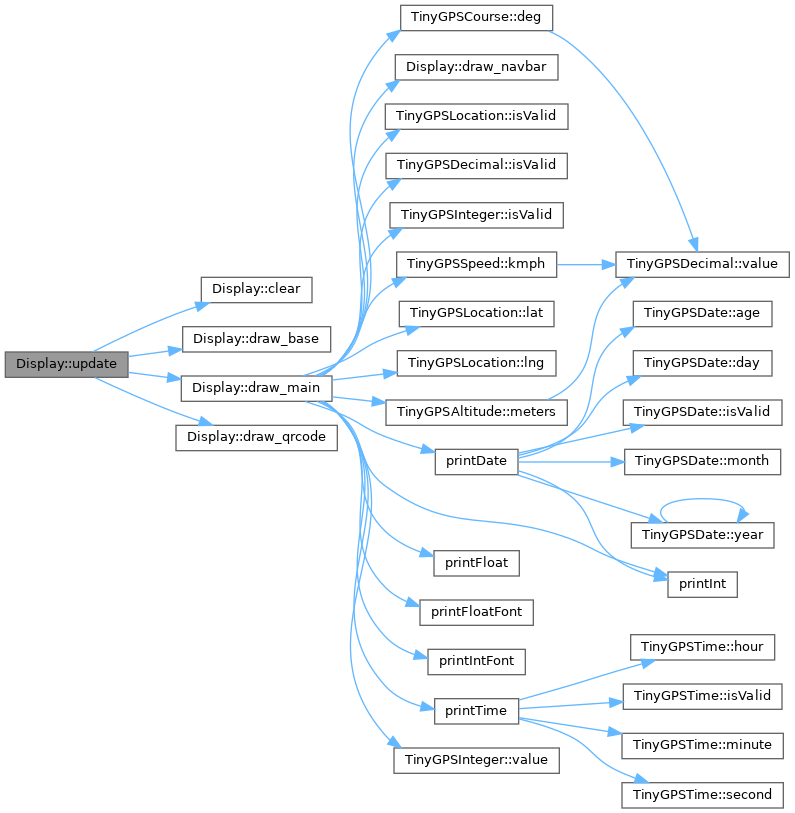 TinyGPSCourse::deg
Display::draw_navbar
TinyGPSLocation::isValid
TinyGPSDecimal::isValid
TinyGPSInteger::isValid
TinyGPSSpeed::kmph
TinyGPSDecimal::value
Display::clear
TinyGPSLocation::lat
TinyGPSDate::age
Display::draw_base
Display::update
TinyGPSLocation::lng
TinyGPSDate::day
Display::draw_main
TinyGPSAltitude::meters
TinyGPSDate::isValid
Display::draw_qrcode
printDate
TinyGPSDate::month
TinyGPSDate::year
printFloat
printInt
printFloatFont
TinyGPSTime::hour
printIntFont
TinyGPSTime::isValid
printTime
TinyGPSTime::minute
TinyGPSInteger::value
TinyGPSTime::second